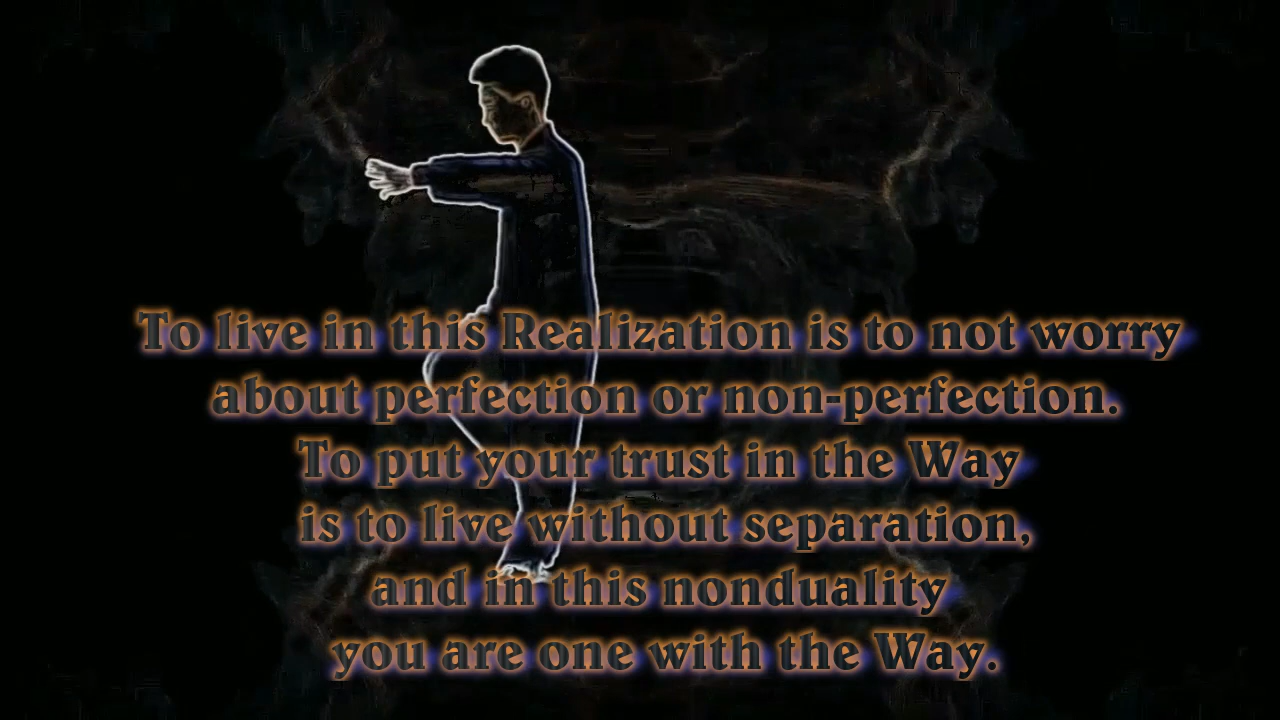 To live in this Realization is to not worry
about perfection or non-perfection.
To put your trust in the Way
is to live without separation,
and in this nonduality
you are one with the Way.